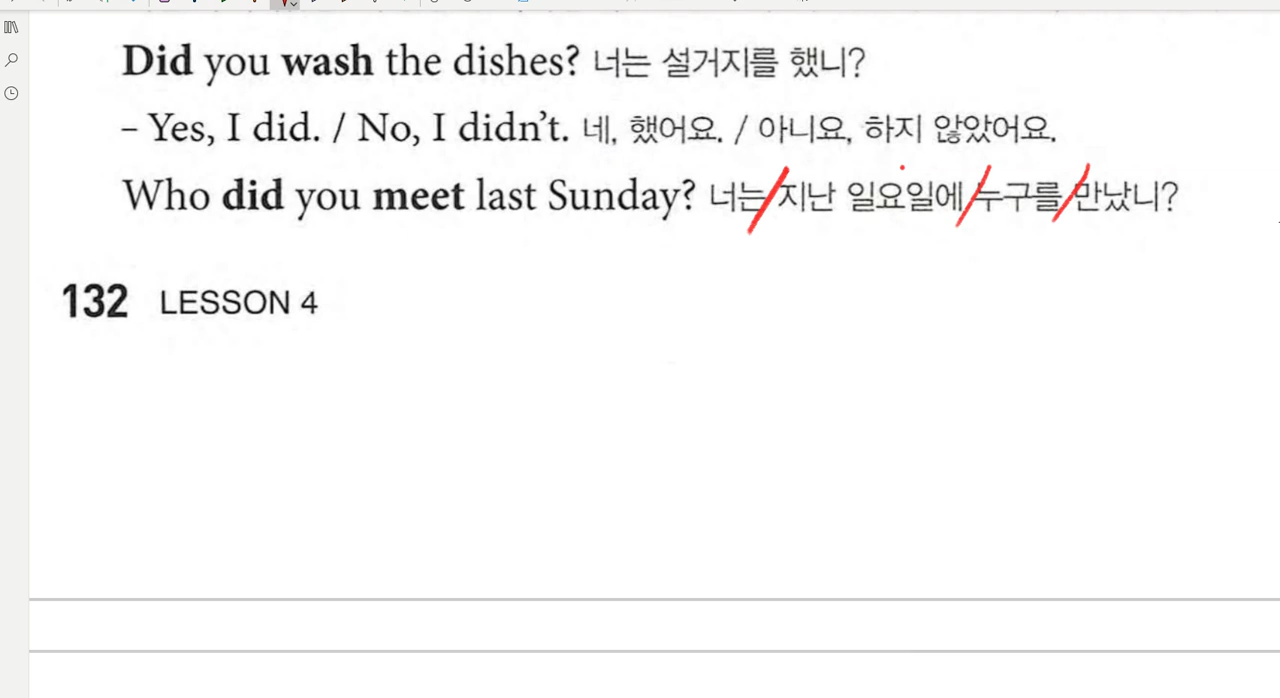 Did you wash the dishes? 너는 설거지를 했니?
– Yes, I did. / No, I didn't. 네, 했어요. / 아니요, 하지 않았어요.
Who did you meet last Sunday? 너는 지난 일요일에 누구를 만났니?
132 LESSON 4